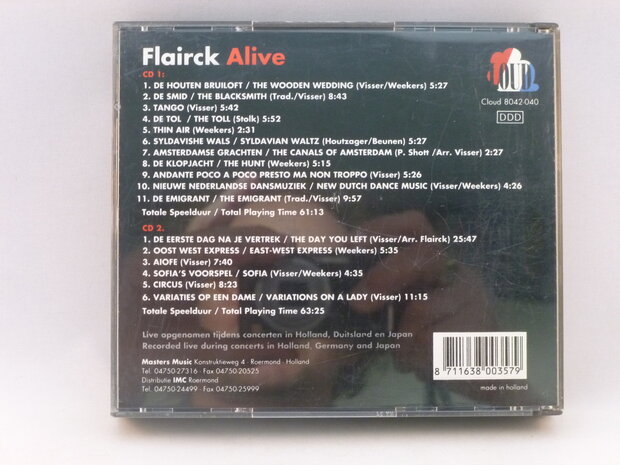 Flairck Alive
CD 1:
1. DE HOUTEN BRUILOFT / THE WOODEN WEDDING (Visser/Weekers) 5:27
2. DE SMID / THE BLACKSMITH (Trad./Visser) 8:43
3. TANGO (Visser) 5:42
4. DE TOL / THE TOLL (Stolk) 5:52
5. THIN AIR (Weekers) 2:31
6. SYLDAVISHE WALS / SYLDAVIAN WALTZ (Houtzager/Beunen) 5:27
7. AMSTERDAMSE GRACHTEN / THE CANALS OF AMSTERDAM (P. Shott /Arr. Visser) 2:27
8. DE KLOPJACHT / THE HUNT (Weekers) 5:15
9. ANDANTE POCO A POCO PRESTO MA NON TROPPO (Visser) 5:26
10. NIEUWE NEDERLANDSE DANSMUZIEK / NEW DUTCH DANCE MUSIC (Visser/Weekers) 4:26
11. DE EMIGRANT / THE EMIGRANT (Trad./Visser) 9:57
Totale Speelduur / Total Playing Time 61:13
CD 2.
1. DE EERSTE DAG NA JE VERTREK / THE DAY YOU LEFT (Visser/Arr. Flairck) 25:47
2. OOST WEST EXPRESS / EAST-WEST EXPRESS (Weekers) 5:35
3. AIOFE (Visser) 7:40
4. SOFIA'S VOORSPEL / SOFIA (Visser/Weekers) 4:35
5. CIRCUS (Visser) 8:23
6. VARIATIES OP EEN DAME / VARIATIONS ON A LADY (Visser) 11:15
Totale Speelduur / Total Playing Time 63:25
Live opgenomen tijdens concerten in Holland, Duitsland en Japan
Recorded live during concerts in Holland, Germany and Japan
Masters Music Konstruktieweg 4 · Roermond · Holland
Tel. 04750-27316 · Fax 04750-20525
Distributie IMC Roermond
Tel. 04750-24499 · Fax 04750-25999
CLOUD
Cloud 8042-040
DDD
8 711638 003579
made in holland